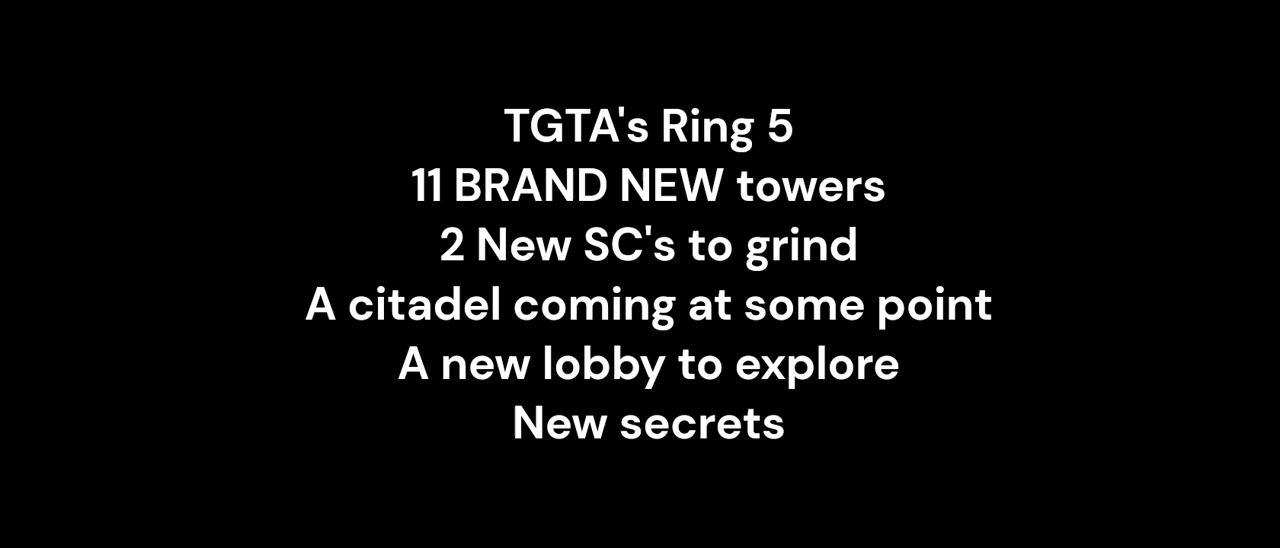 TGTA's Ring 5
11 BRAND NEW towers
2 New SC's to grind
A citadel coming at some point
A new lobby to explore
New secrets